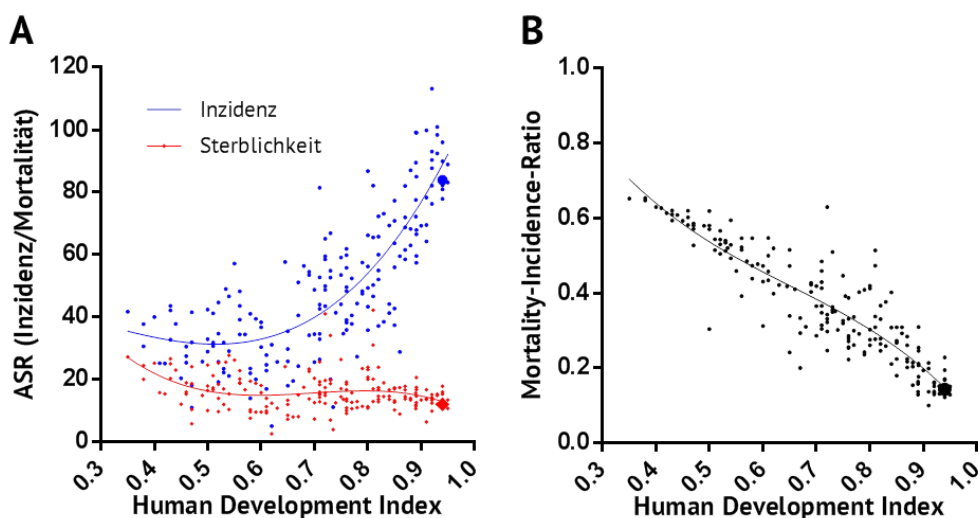 A
ASR (Inzidenz/Mortalität)
120
100
80
60
40
20
0
Inzidenz
Sterblichkeit
0.3 0.4 0.5 0.6 0.7 0.8 0.9 1.0
Human Development Index
B
Mortality-Incidence-Ratio
1.0
0.8
0.6
0.4
0.2
0.0
0.3 0.4 0.5 0.6 0.7 0.8 0.9 1.0
Human Development Index